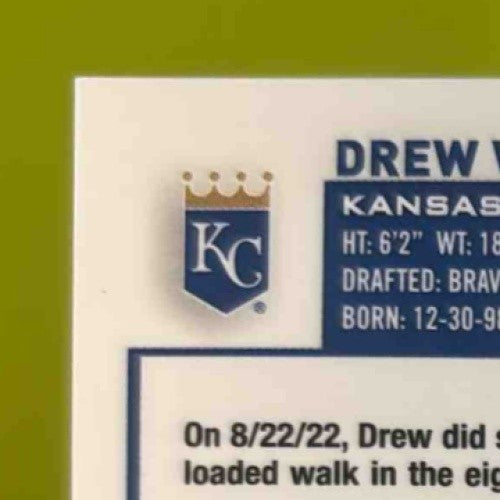 DREW
KC
®
KANSAS
HT: 6'2" WT: 18
DRAFTED: BRAV
BORN: 12-30-98
On 8/22/22, Drew did s
loaded walk in the eig